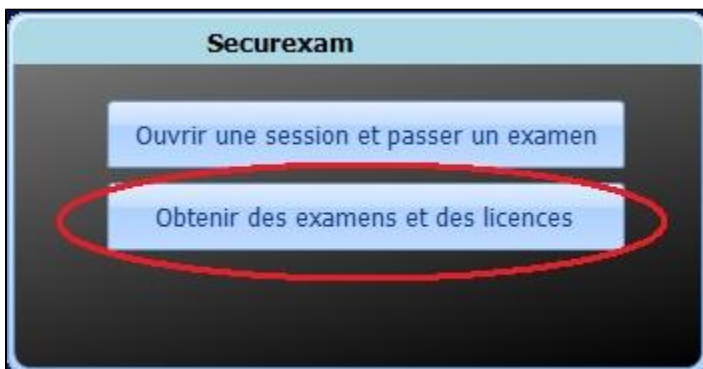 Securexam
Ouvrir une session et passer un examen
Obtenir des examens et des licences